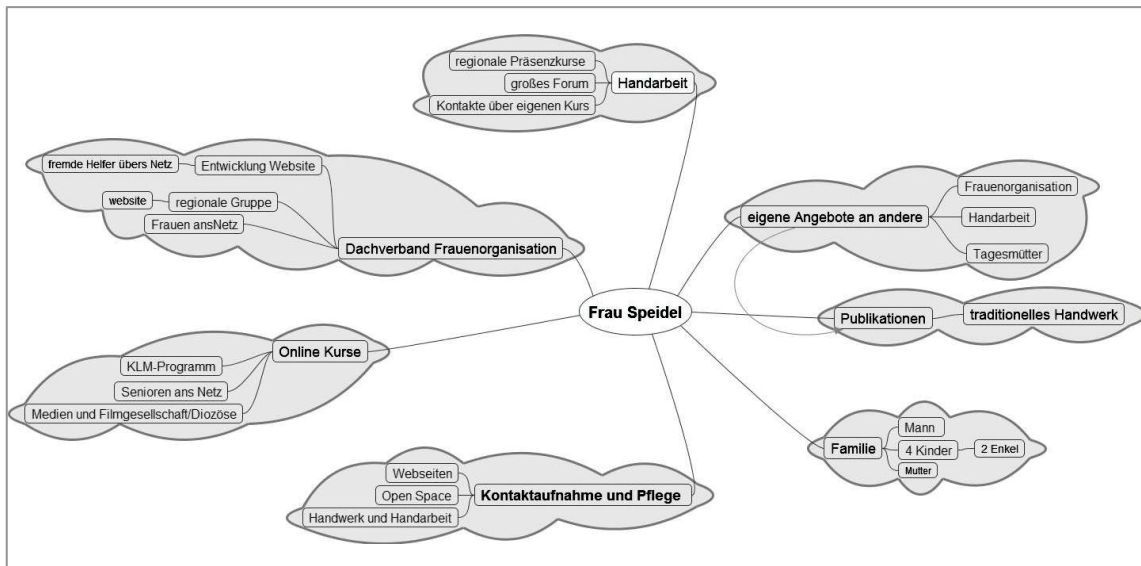 regionale Präsenzkurse
großes Forum
Kontakte über eigenen Kurs
Handarbeit
fremde Helfer übers Netz
Entwicklung Website
website
regionale Gruppe
Frauen ansNetz
Dachverband Frauenorganisation
eigene Angebote an andere
Frauenorganisation
Handarbeit
Tagesmütter
Frau Speidel
Publikationen
traditionelles Handwerk
Online Kurse
KLM-Programm
Senioren ans Netz
Medien und Filmgesellschaft/Diozöse
Familie
Mann
4 Kinder
2 Enkel
Mutter
Webseiten
Open Space
Handwerk und Handarbeit
Kontaktaufnahme und Pflege